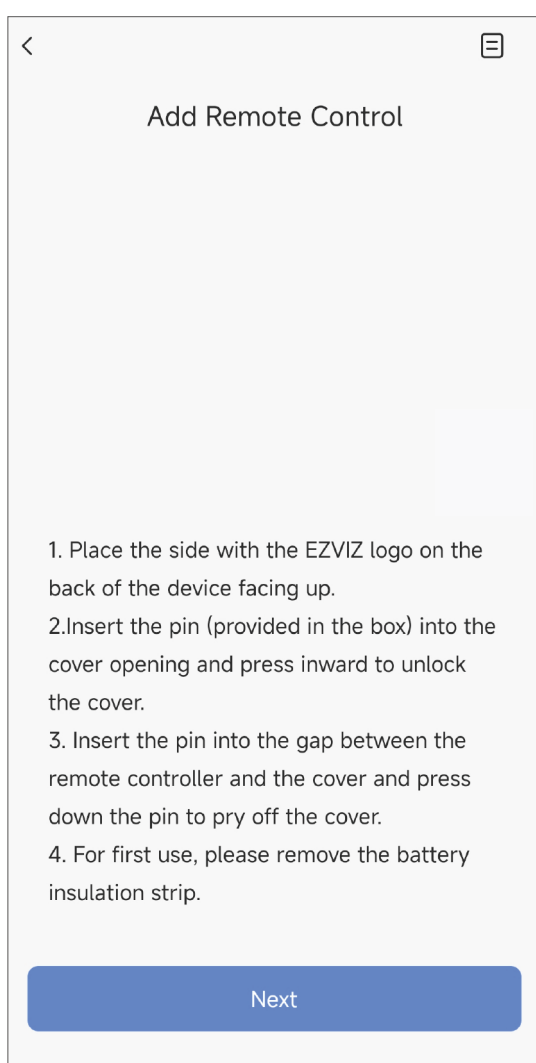 Add Remote Control
1. Place the side with the EZVIZ logo on the
back of the device facing up.
2.Insert the pin (provided in the box) into the
cover opening and press inward to unlock
the cover.
3. Insert the pin into the gap between the
remote controller and the cover and press
down the pin to pry off the cover.
4. For first use, please remove the battery
insulation strip.
Next